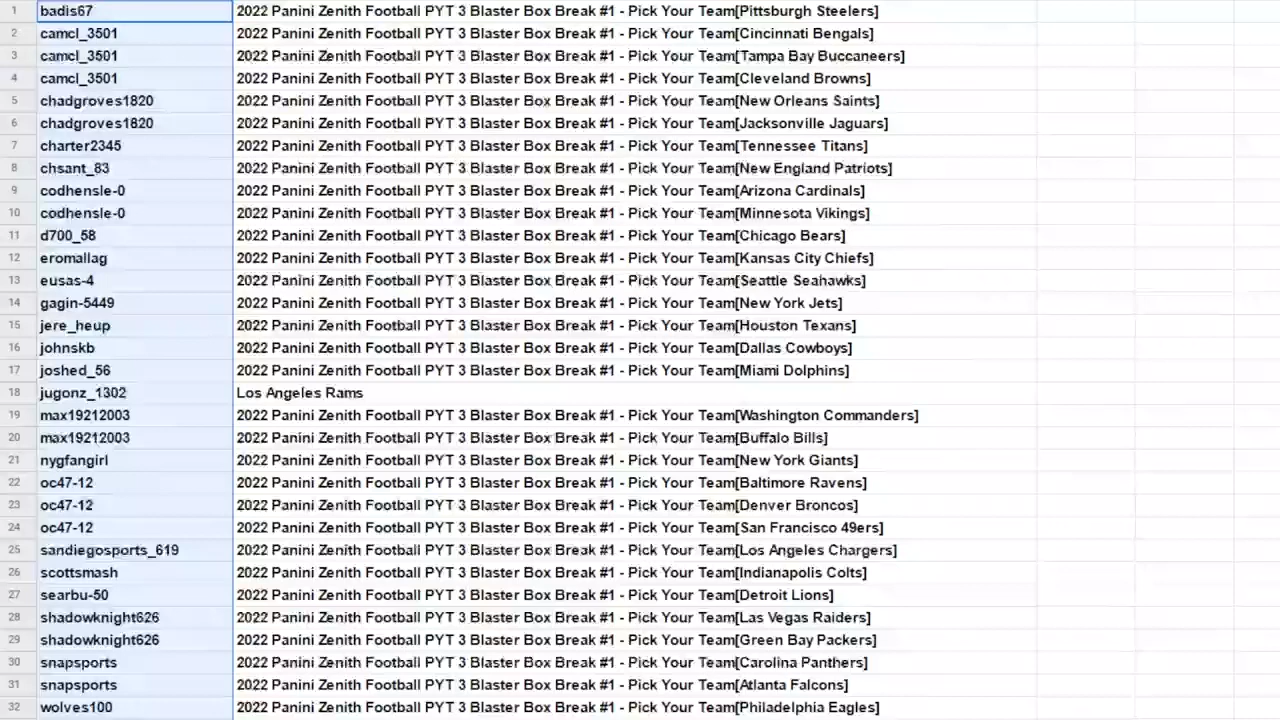 1 badis67 2022 Panini Zenith Football PYT 3 Blaster Box Break #1 - Pick Your Team[Pittsburgh Steelers]
2 camcl_3501 2022 Panini Zenith Football PYT 3 Blaster Box Break #1 - Pick Your Team[Cincinnati Bengals]
3 camcl_3501 2022 Panini Zenith Football PYT 3 Blaster Box Break #1 - Pick Your Team[Tampa Bay Buccaneers]
4 camcl_3501 2022 Panini Zenith Football PYT 3 Blaster Box Break #1 - Pick Your Team[Cleveland Browns]
5 chadgroves1820 2022 Panini Zenith Football PYT 3 Blaster Box Break #1 - Pick Your Team[New Orleans Saints]
6 chadgroves1820 2022 Panini Zenith Football PYT 3 Blaster Box Break #1 - Pick Your Team[Jacksonville Jaguars]
7 charter2345 2022 Panini Zenith Football PYT 3 Blaster Box Break #1 - Pick Your Team[Tennessee Titans]
8 chsant_83 2022 Panini Zenith Football PYT 3 Blaster Box Break #1 - Pick Your Team[New England Patriots]
9 codhensle-0 2022 Panini Zenith Football PYT 3 Blaster Box Break #1 - Pick Your Team[Arizona Cardinals]
10 codhensle-0 2022 Panini Zenith Football PYT 3 Blaster Box Break #1 - Pick Your Team[Minnesota Vikings]
11 d700_58 2022 Panini Zenith Football PYT 3 Blaster Box Break #1 - Pick Your Team[Chicago Bears]
12 eromallag 2022 Panini Zenith Football PYT 3 Blaster Box Break #1 - Pick Your Team[Kansas City Chiefs]
13 eusas-4 2022 Panini Zenith Football PYT 3 Blaster Box Break #1 - Pick Your Team[Seattle Seahawks]
14 gagin-5449 2022 Panini Zenith Football PYT 3 Blaster Box Break #1 - Pick Your Team[New York Jets]
15 jere_heup 2022 Panini Zenith Football PYT 3 Blaster Box Break #1 - Pick Your Team[Houston Texans]
16 johnskb 2022 Panini Zenith Football PYT 3 Blaster Box Break #1 - Pick Your Team[Dallas Cowboys]
17 joshed_56 2022 Panini Zenith Football PYT 3 Blaster Box Break #1 - Pick Your Team[Miami Dolphins]
18 jugonz_1302 Los Angeles Rams
19 max19212003 2022 Panini Zenith Football PYT 3 Blaster Box Break #1 - Pick Your Team[Washington Commanders]
20 max19212003 2022 Panini Zenith Football PYT 3 Blaster Box Break #1 - Pick Your Team[Buffalo Bills]
21 nygfangirl 2022 Panini Zenith Football PYT 3 Blaster Box Break #1 - Pick Your Team[New York Giants]
22 oc47-12 2022 Panini Zenith Football PYT 3 Blaster Box Break #1 - Pick Your Team[Baltimore Ravens]
23 oc47-12 2022 Panini Zenith Football PYT 3 Blaster Box Break #1 - Pick Your Team[Denver Broncos]
24 oc47-12 2022 Panini Zenith Football PYT 3 Blaster Box Break #1 - Pick Your Team[San Francisco 49ers]
25 sandiegosports_619 2022 Panini Zenith Football PYT 3 Blaster Box Break #1 - Pick Your Team[Los Angeles Chargers]
26 scottsmash 2022 Panini Zenith Football PYT 3 Blaster Box Break #1 - Pick Your Team[Indianapolis Colts]
27 searbu-50 2022 Panini Zenith Football PYT 3 Blaster Box Break #1 - Pick Your Team[Detroit Lions]
28 shadowknight626 2022 Panini Zenith Football PYT 3 Blaster Box Break #1 - Pick Your Team[Las Vegas Raiders]
29 shadowknight626 2022 Panini Zenith Football PYT 3 Blaster Box Break #1 - Pick Your Team[Green Bay Packers]
30 snapsports 2022 Panini Zenith Football PYT 3 Blaster Box Break #1 - Pick Your Team[Carolina Panthers]
31 snapsports 2022 Panini Zenith Football PYT 3 Blaster Box Break #1 - Pick Your Team[Atlanta Falcons]
32 wolves100 2022 Panini Zenith Football PYT 3 Blaster Box Break #1 - Pick Your Team[Philadelphia Eagles]